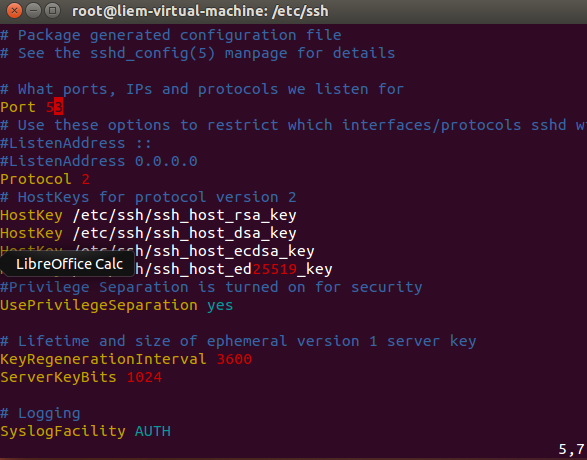 root@liem-virtual-machine: /etc/ssh
# Package generated configuration file
# See the sshd_config(5) manpage for details
# What ports, IPs and protocols we listen for
Port 53
# Use these options to restrict which interfaces/protocols sshd w
#ListenAddress ::
#ListenAddress 0.0.0.0
Protocol 2
# HostKeys for protocol version 2
HostKey /etc/ssh/ssh_host_rsa_key
HostKey /etc/ssh/ssh_host_dsa_key
HostKey /etc/ssh/ssh_host_ecdsa_key
LibreOffice Calc
/ssh_host_ed25519_key
#Privilege Separation is turned on for security
UsePrivilegeSeparation yes
# Lifetime and size of ephemeral version 1 server key
KeyRegenerationInterval 3600
ServerKeyBits 1024
# Logging
SyslogFacility AUTH
5,7